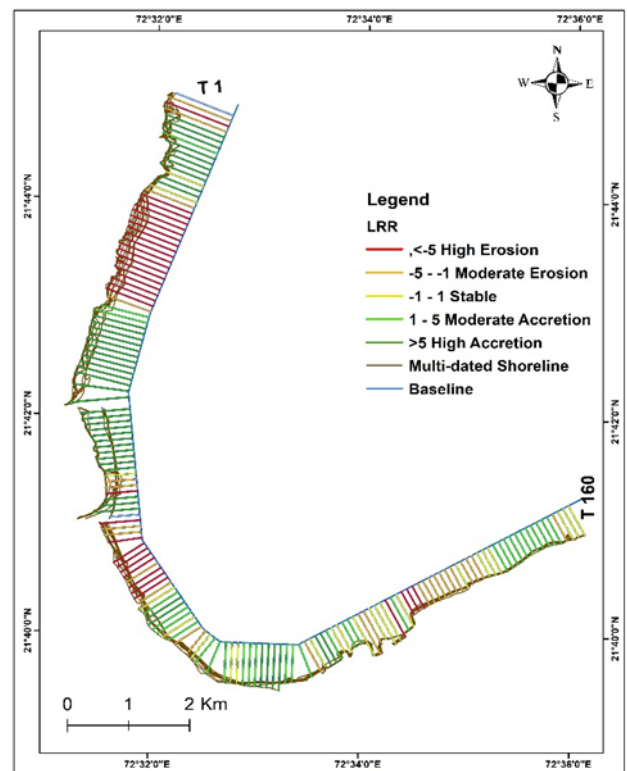 72°32'0"E 72°34'0"E 72°36'0"E
T 1
N
W E
S
21°44'0"N 21°44'0"N
Legend
LRR
,<-5 High Erosion
-5 - -1 Moderate Erosion
-1 - 1 Stable
1 - 5 Moderate Accretion
>5 High Accretion
Multi-dated Shoreline
Baseline
21°42'0"N 21°42'0"N
T 160
21°40'0"N 21°40'0"N
0 1 2 Km
72°32'0"E 72°34'0"E 72°36'0"E